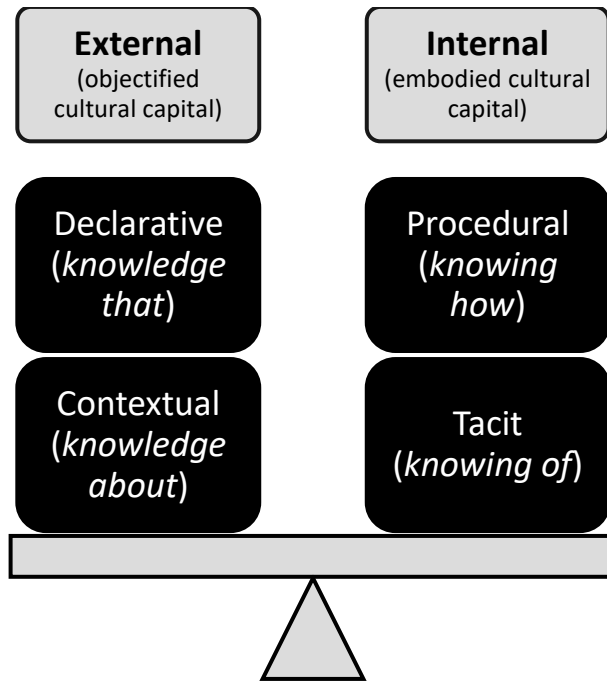 External
(objectified
cultural capital)
Internal
(embodied cultural
capital)
Declarative
(knowledge
that)
Procedural
(knowing
how)
Contextual
(knowledge
about)
Tacit
(knowing of)